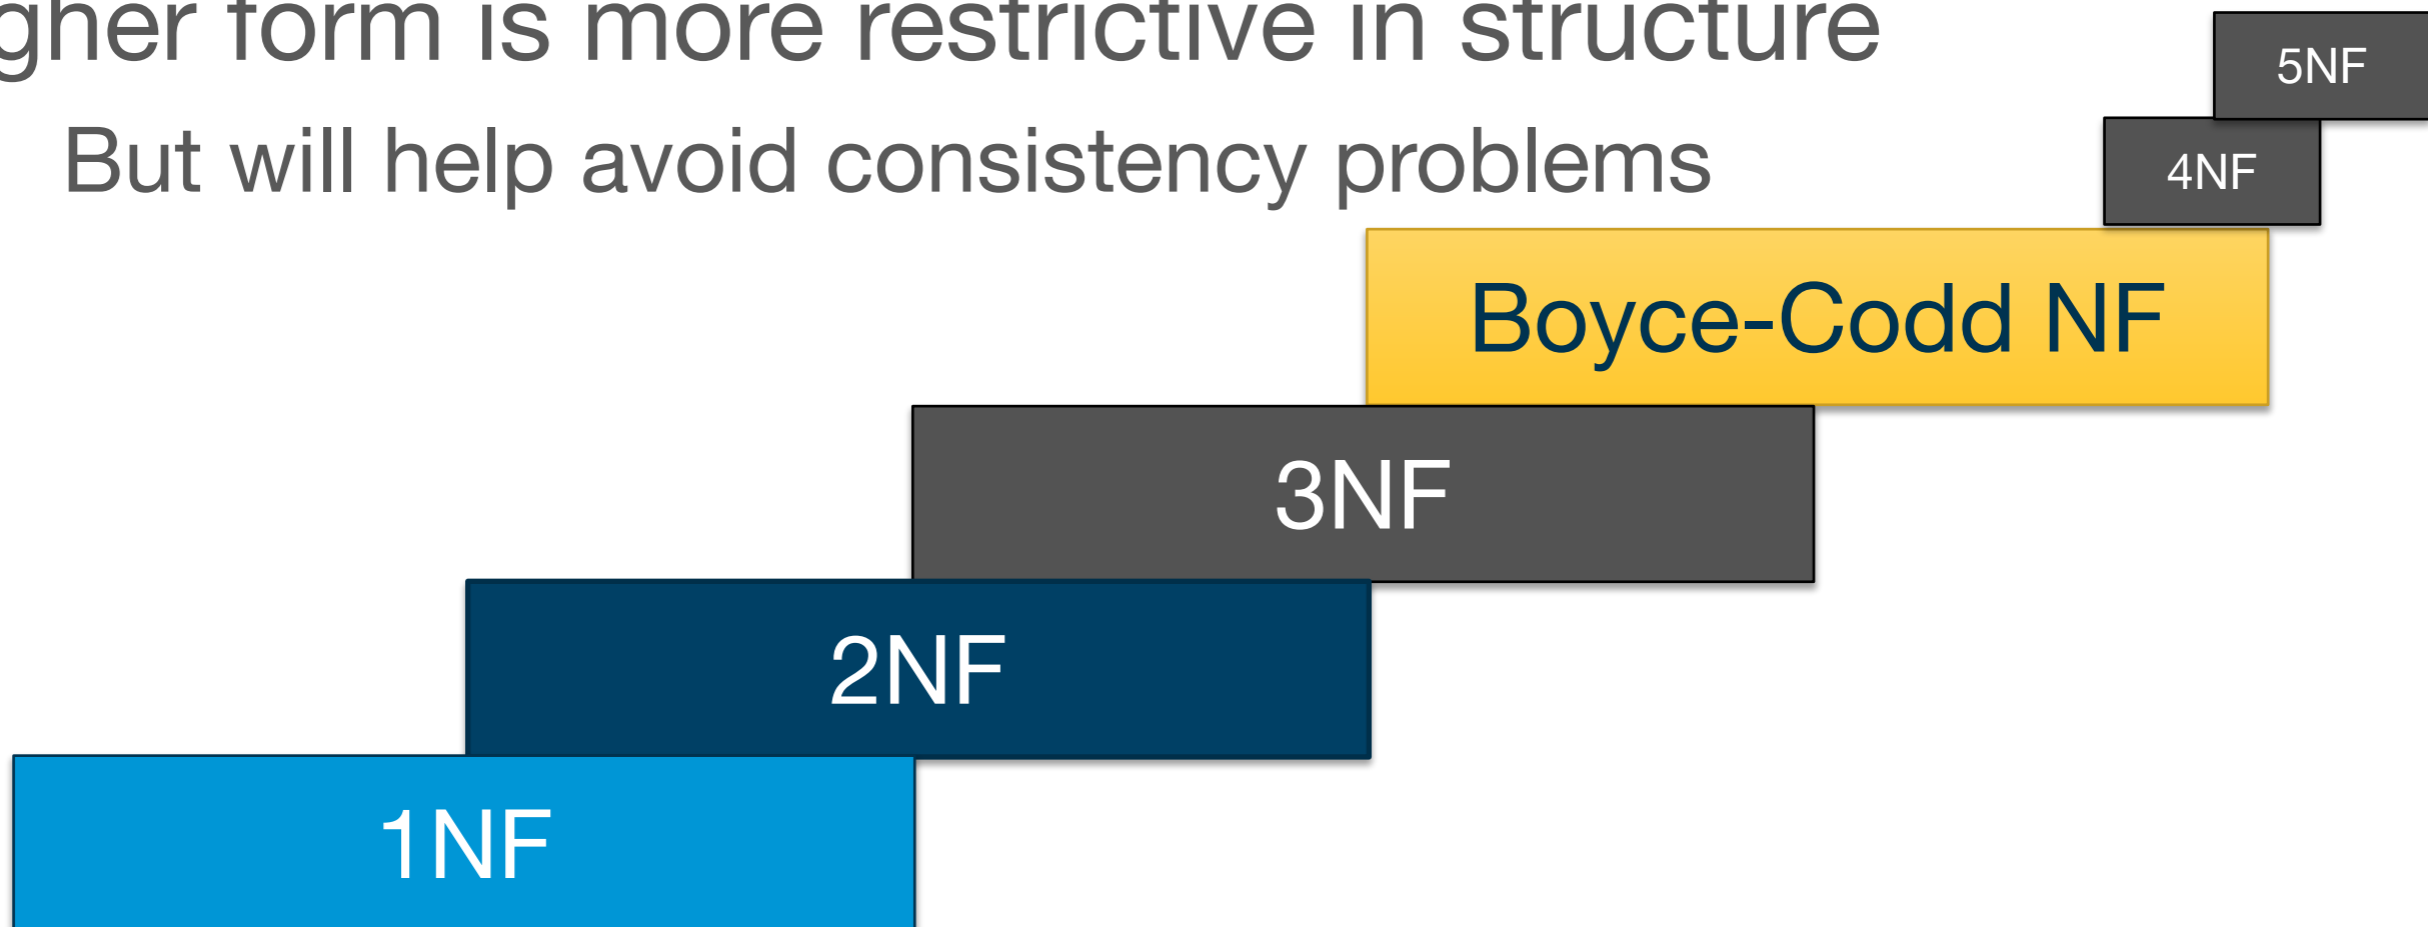 gher form is more restrictive in structure
But will help avoid consistency problems
5NF
4NF
Boyce-Codd NF
3NF
2NF
1NF